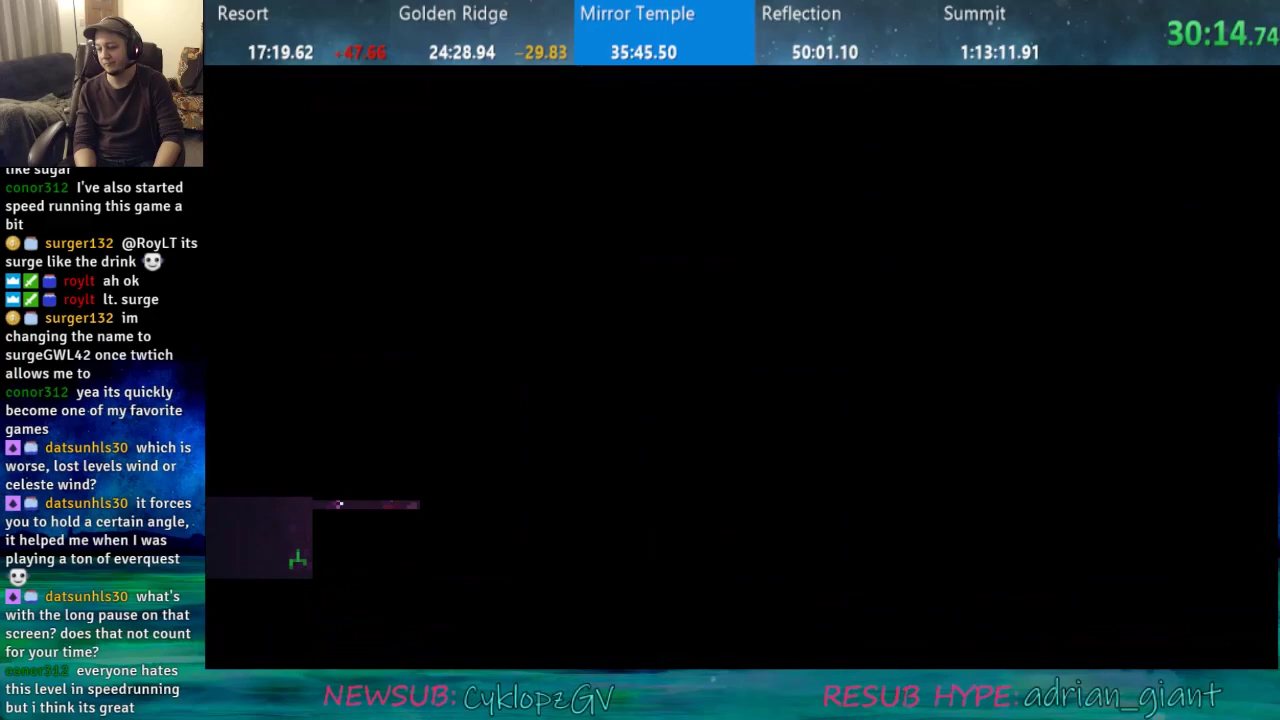 Resort
Golden Ridge
Mirror Temple
Reflection
Summit
17:19.62
+47.66
24:28.94
-29.83
35:45.50
50:01.10
1:13:11.91
30:14.74
like sugar
conor312 I've also started
speed running this game a
bit
surger132 @RoyLT its
surge like the drink
roylt ah ok
roylt lt. surge
surger132 im
changing the name to
surgeGWL42 once twtich
allows me to
conor312 yea its quickly
become one of my favorite
games
datsunhls30 which is
worse, lost levels wind or
celeste wind?
datsunhls30 it forces
you to hold a certain angle,
it helped me when I was
playing a ton of everquest
datsunhls30 what's
with the long pause on that
screen? does that not count
for your time?
conor312 everyone hates
this level in speedrunning
but i think its great
NEWSUB: CyklopzGV
RESUB HYPE: adrian_giant